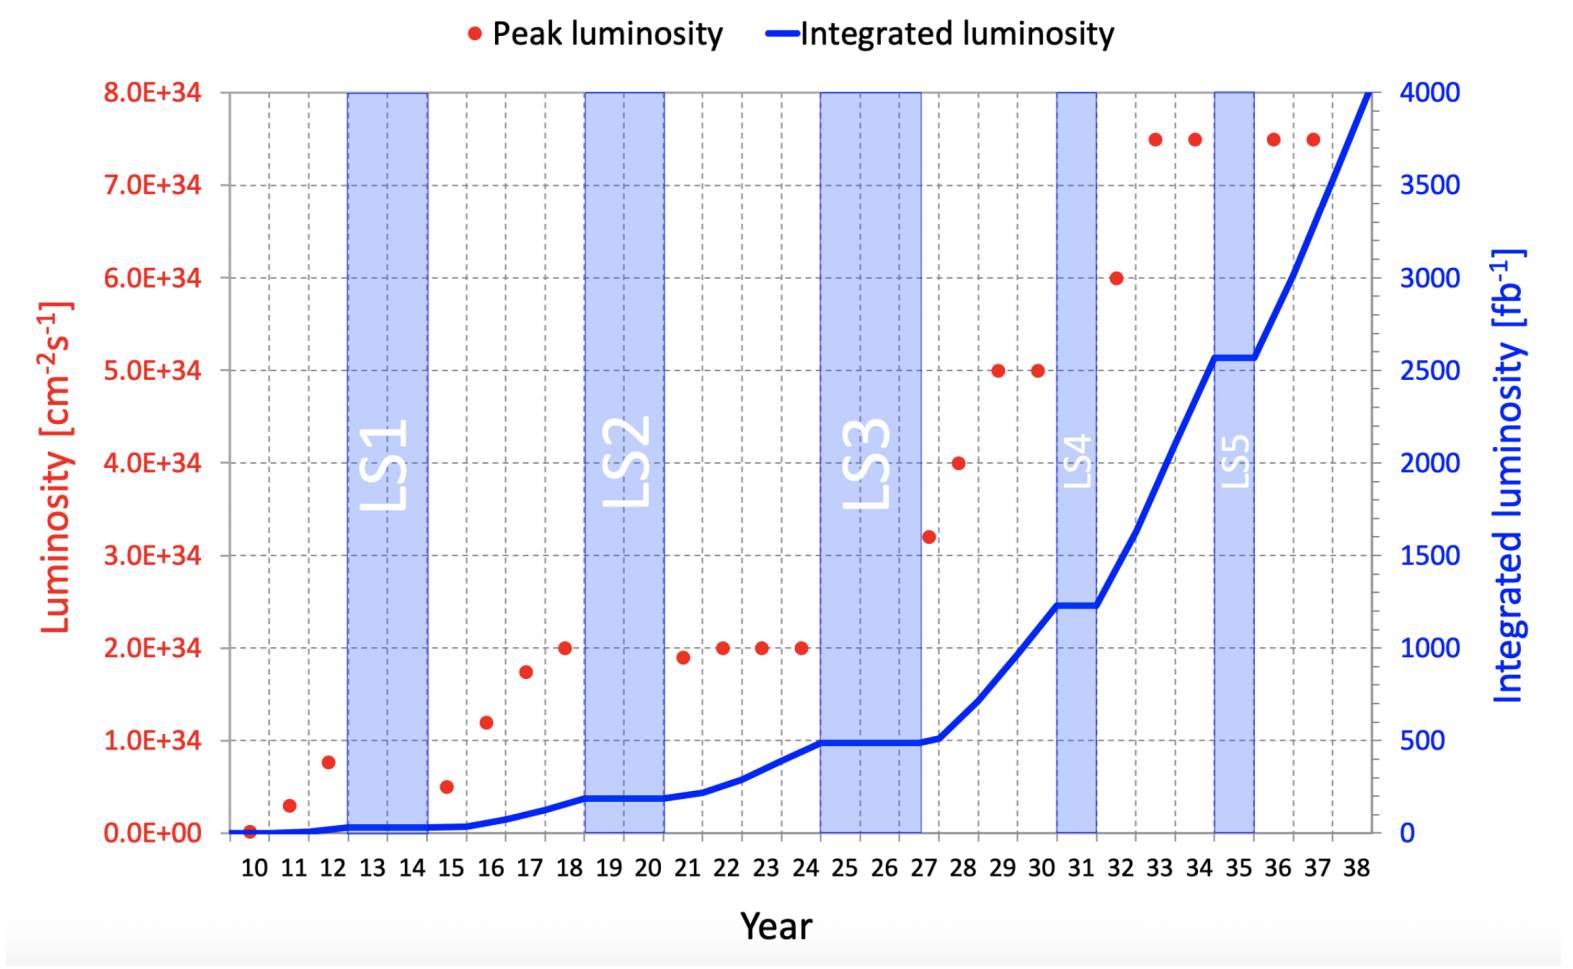 Peak luminosity Integrated luminosity
8.0E+34
7.0E+34
6.0E+34
5.0E+34
4.0E+34
3.0E+34
2.0E+34
1.0E+34
0.0E+00
Luminosity [cm⁻²s⁻¹]
LS1
LS2
LS3
LS4
LS5
4000
3500
3000
2500
2000
1500
1000
500
0
Integrated luminosity [fb⁻¹]
10 11 12 13 14 15 16 17 18 19 20 21 22 23 24 25 26 27 28 29 30 31 32 33 34 35 36 37 38
Year